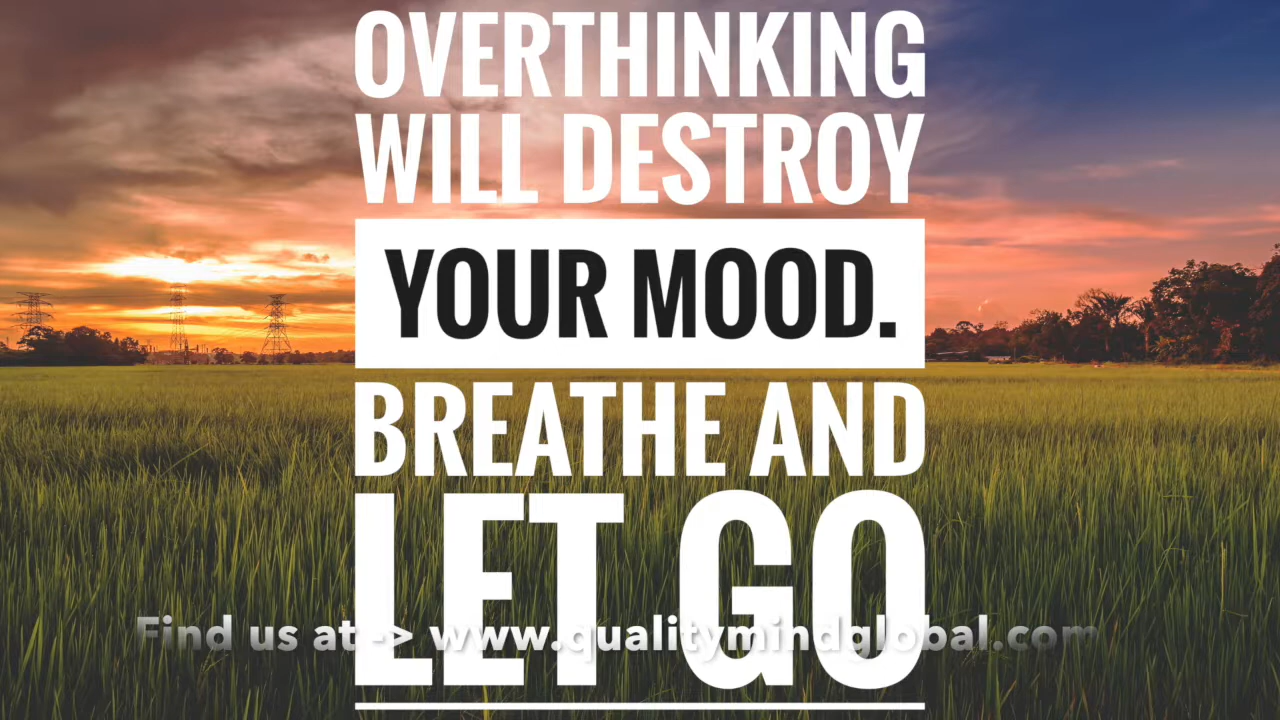 OVERTHINKING
WILL DESTROY
YOUR MOOD.
BREATHE AND
LET GO
Find us at -> www.qualitymindglobal.com